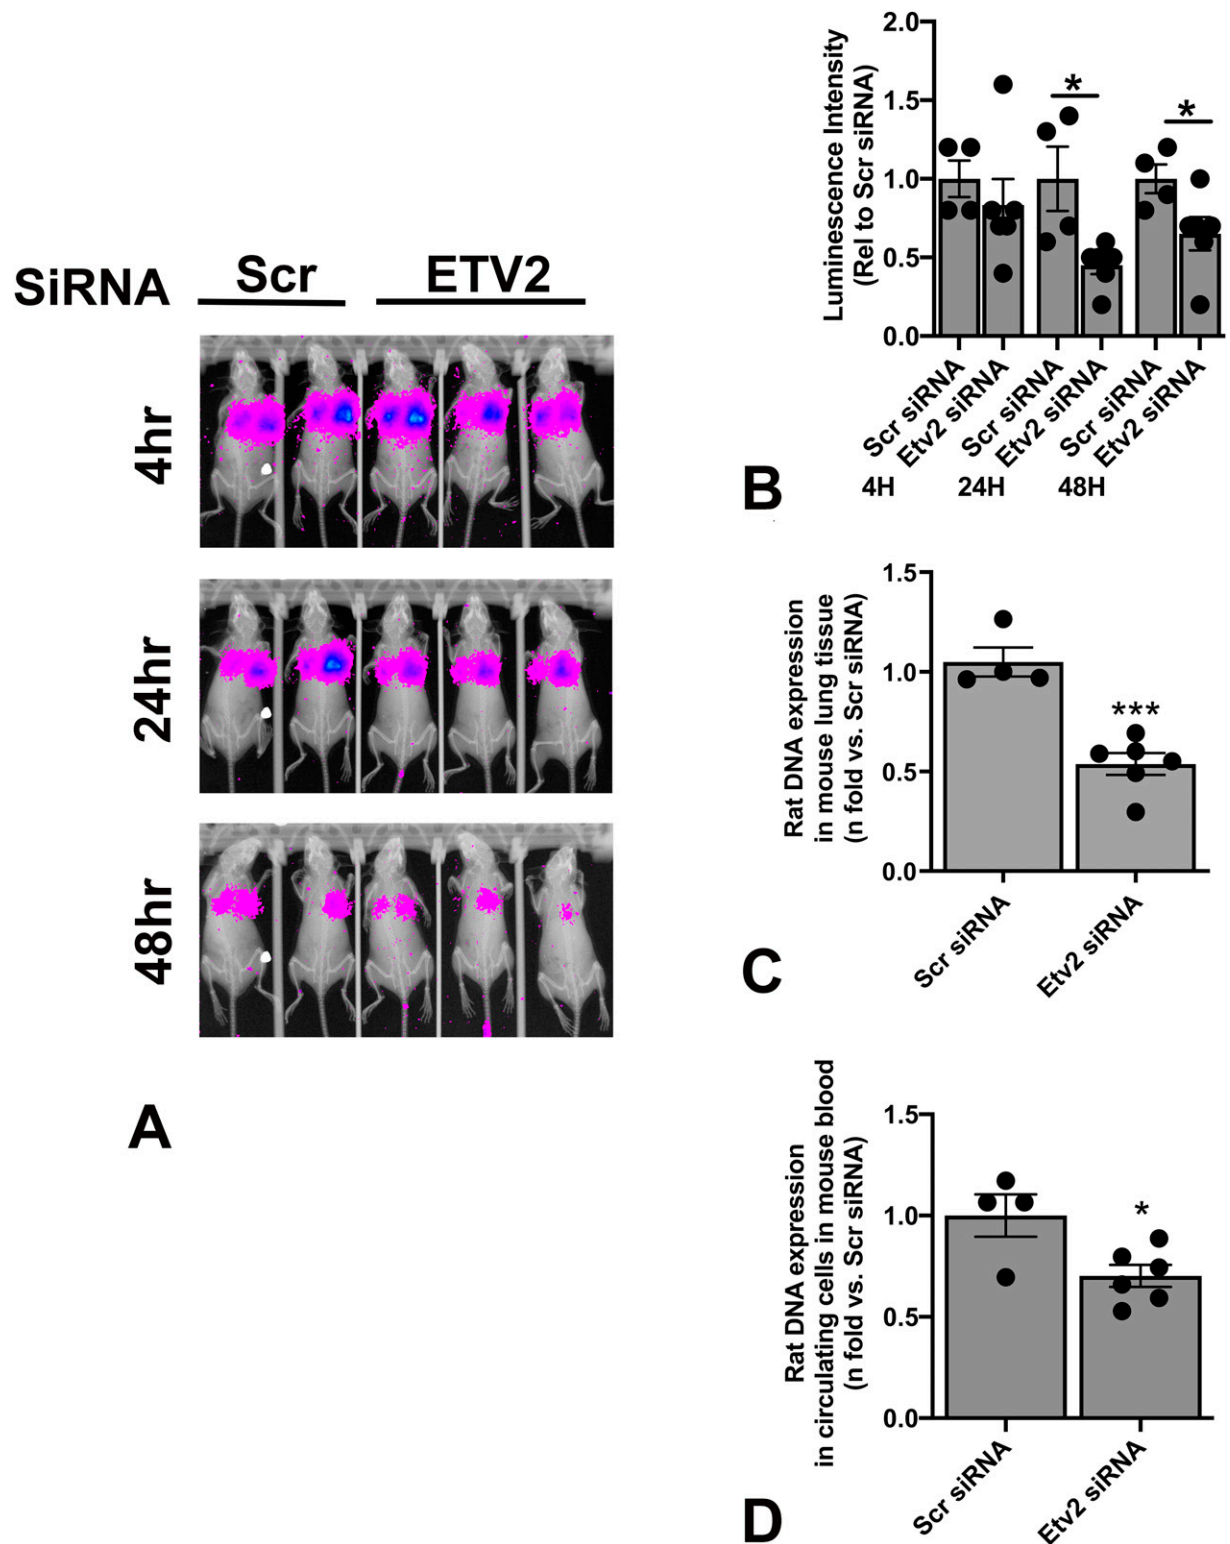 SiRNA
Scr
ETV2
4hr
24hr
48hr
A
Luminescence Intensity
(Rel to Scr siRNA)
2.0
1.5
1.0
0.5
0.0
*
*
Scr siRNA
Etv2 siRNA
Scr siRNA
Etv2 siRNA
Scr siRNA
Etv2 siRNA
4H
24H
48H
B
Rat DNA expression
in mouse lung tissue
(n fold vs. Scr siRNA)
1.5
1.0
0.5
0.0
***
Scr siRNA
Etv2 siRNA
C
Rat DNA expression
in circulating cells in mouse blood
(n fold vs. Scr siRNA)
1.5
1.0
0.5
0.0
*
Scr siRNA
Etv2 siRNA
D